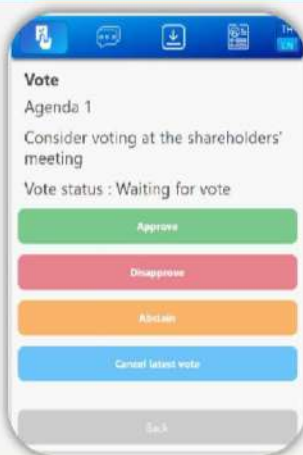 TH
EN
Vote
Agenda 1
Consider voting at the shareholders'
meeting
Vote status : Waiting for vote
Approve
Disapprove
Abstain
Cancel latest vote
Back